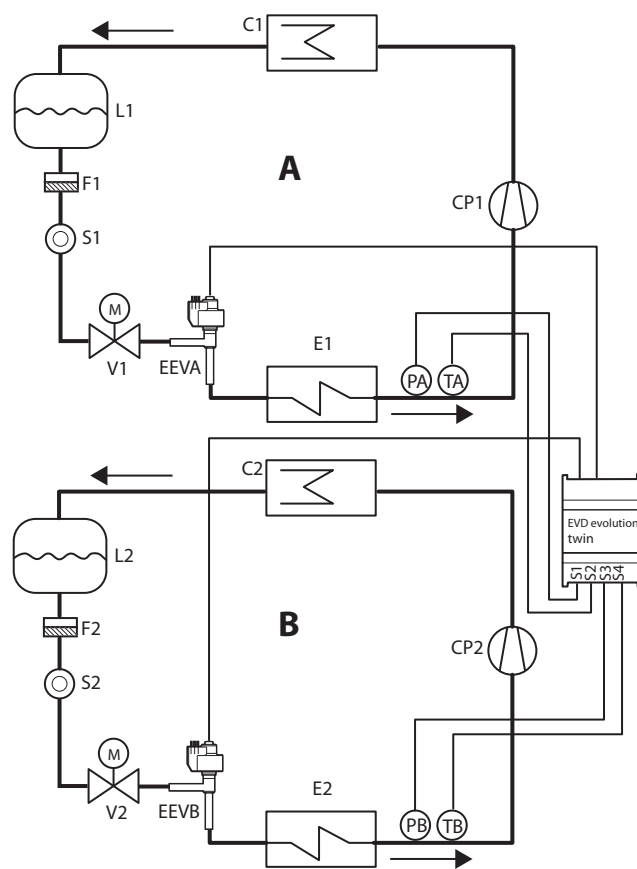 C1
L1
A
F1
CP1
S1
M
E1
V1
EEVA
PA
TA
C2
EVD evolution
twin
L2
S1
S2
S3
S4
B
F2
CP2
S2
M
E2
V2
EEVB
PB
TB